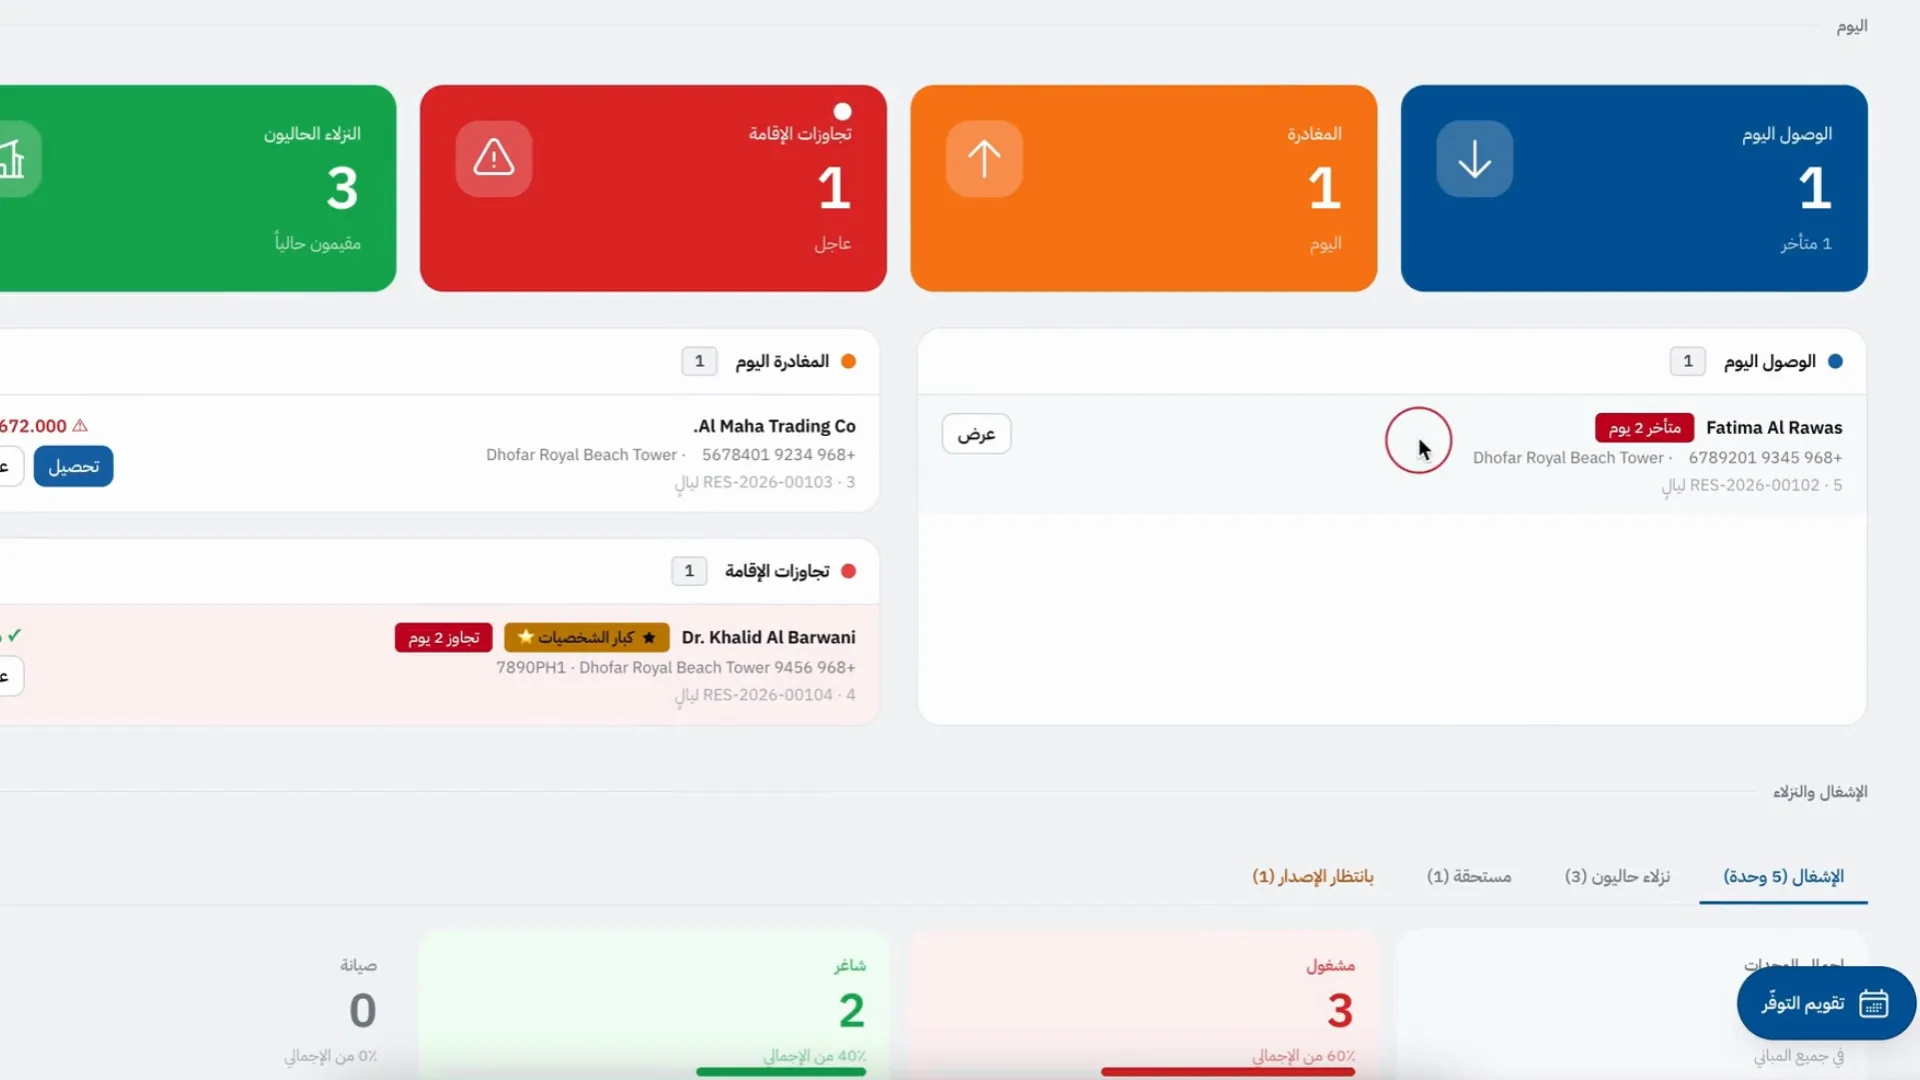 اليوم
الوصول اليوم
1
1 متأخر
المغادرة
1
اليوم
تجاوزات الإقامة
1
عاجل
النزلاء الحاليون
3
مقيمون حالياً
الوصول اليوم 1
Fatima Al Rawas متأخر 2 يوم
+968 9345 6789201 · Dhofar Royal Beach Tower
5 · RES-2026-00102 ليالٍ
عرض
المغادرة اليوم 1
Al Maha Trading Co.
+968 9234 5678401 · Dhofar Royal Beach Tower
3 · RES-2026-00103 ليالٍ
672.000
تحصيل
تجاوزات الإقامة 1
Dr. Khalid Al Barwani ★ كبار الشخصيات ⭐ تجاوز 2 يوم
+968 9456 7890PH1 · Dhofar Royal Beach Tower
4 · RES-2026-00104 ليالٍ
الإشغال والنزلاء
الإشغال (5 وحدة)
نزلاء حاليون (3)
مستحقة (1)
بانتظار الإصدار (1)
في جميع المباني
مشغول
3
60٪ من الإجمالي
شاغر
2
40٪ من الإجمالي
صيانة
0
0٪ من الإجمالي
تقويم التوفّر